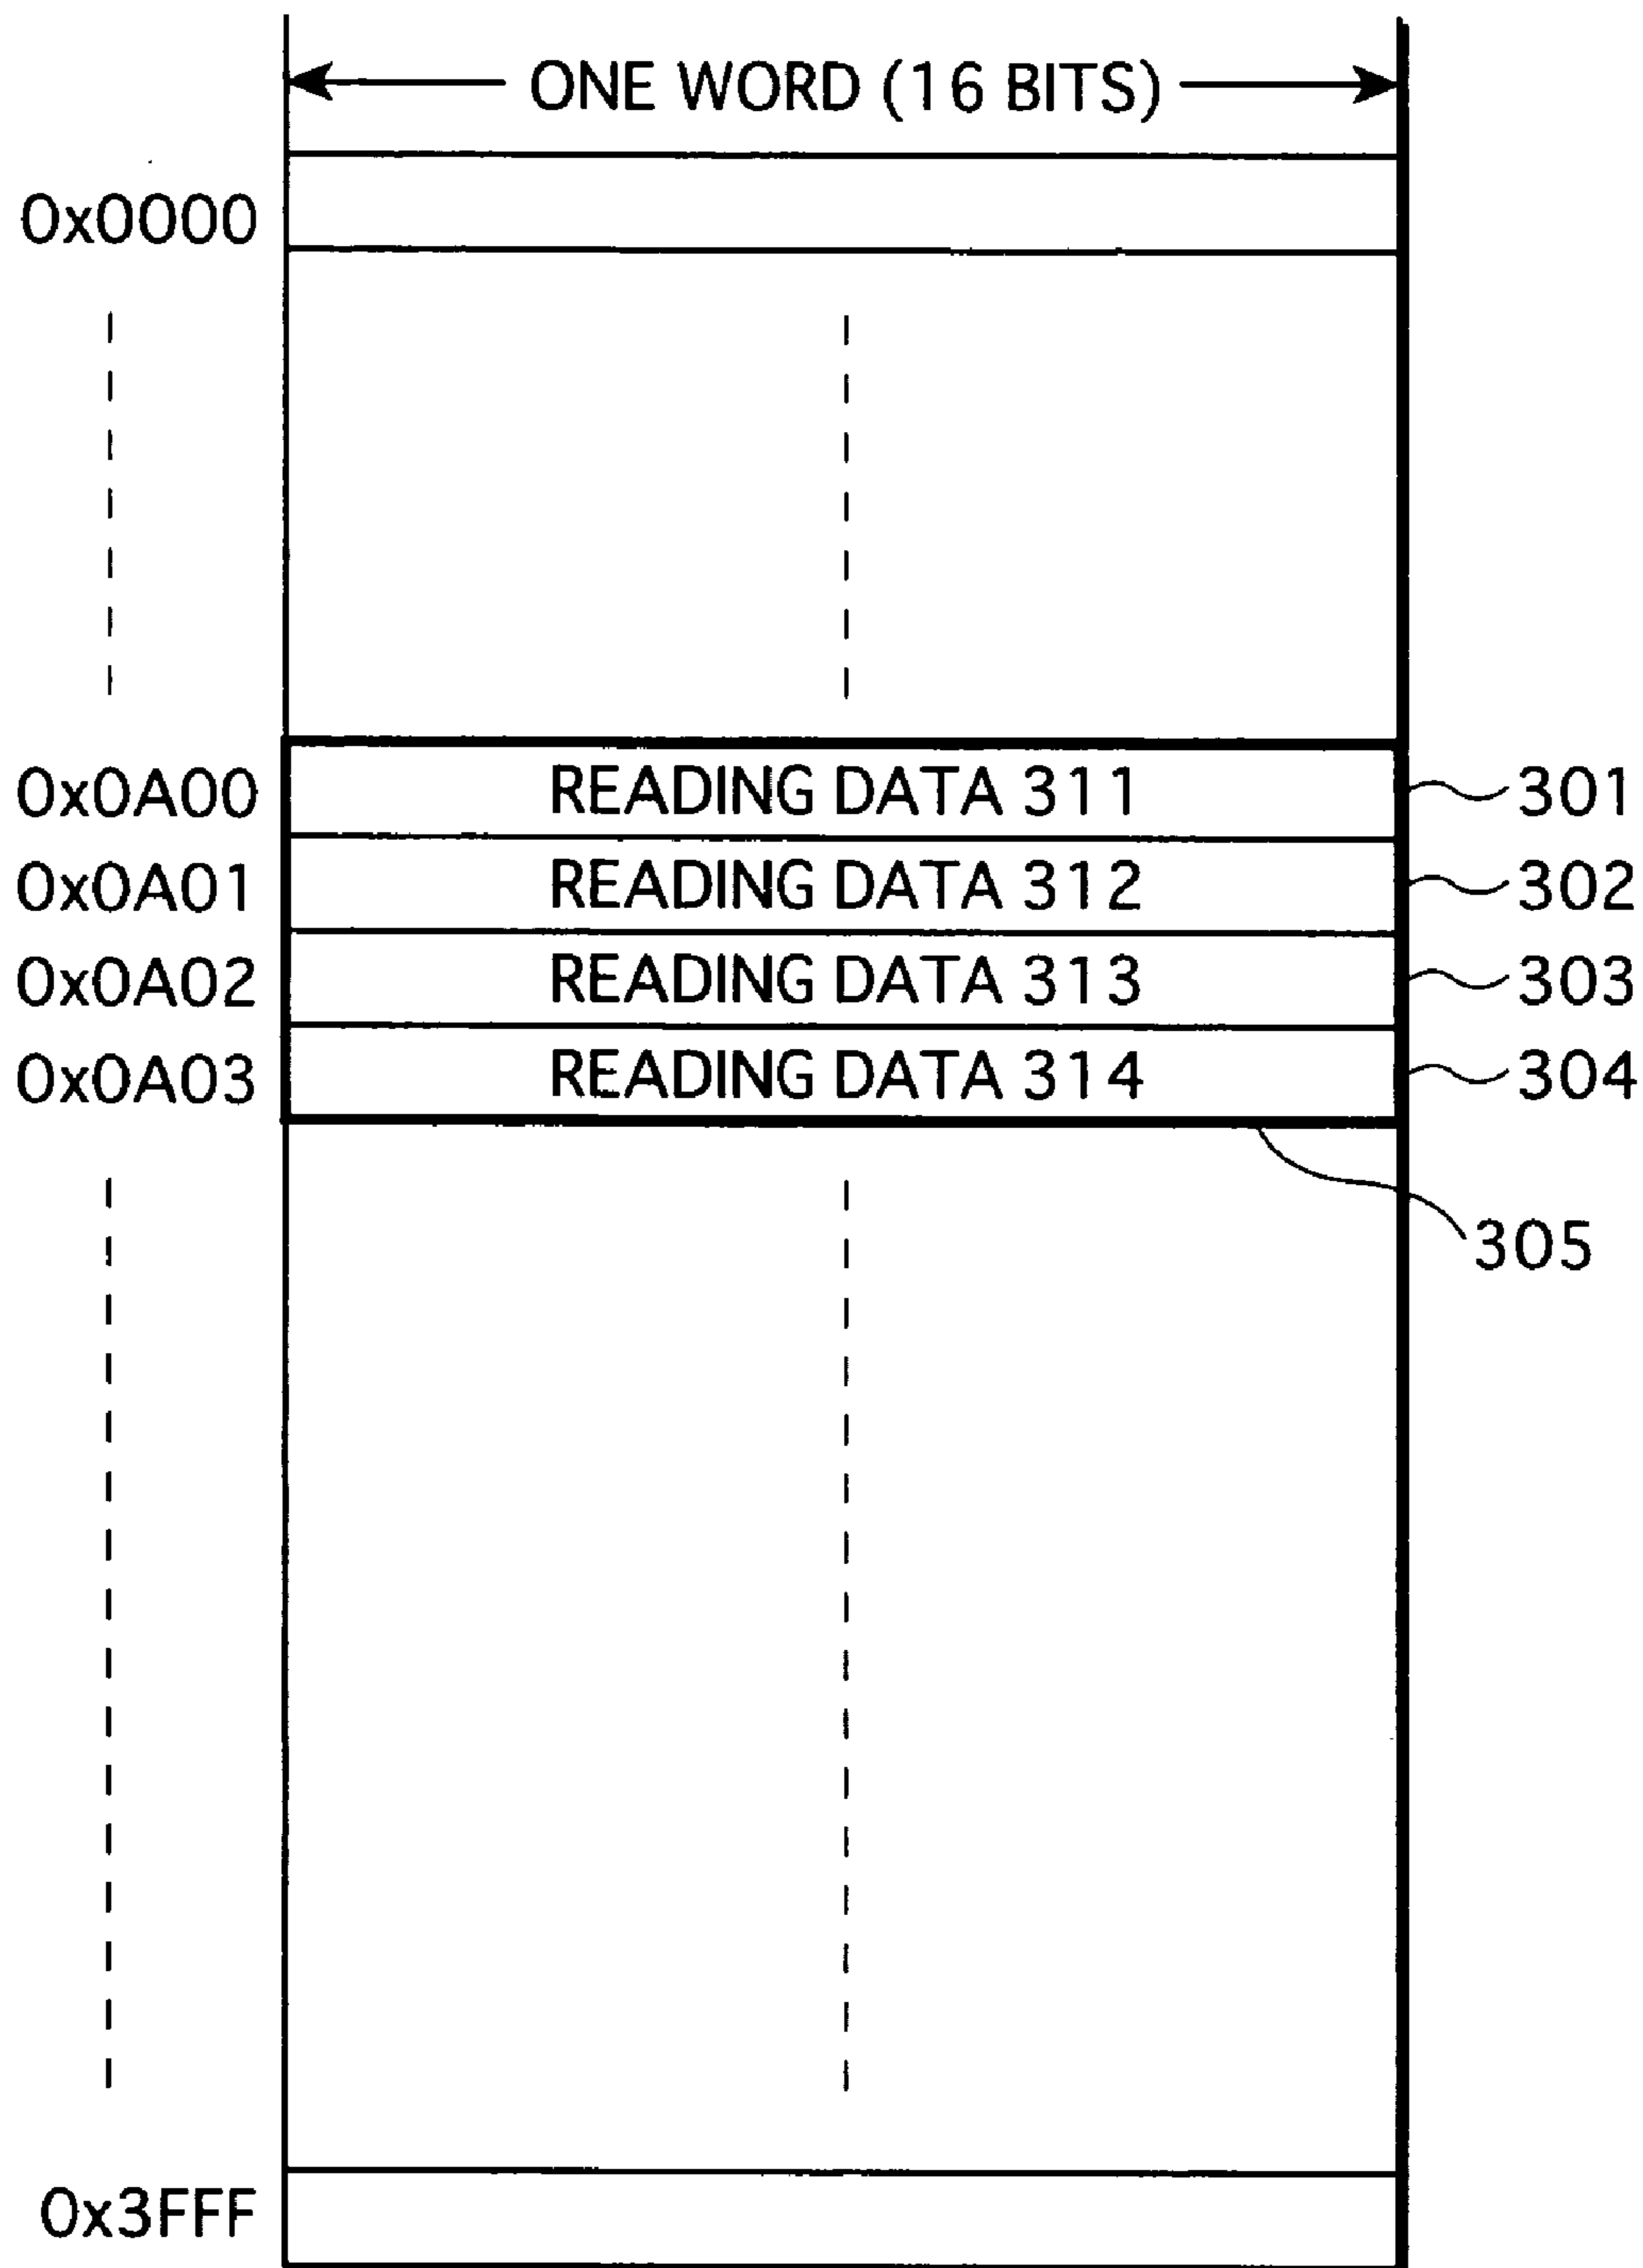 ONE WORD (16 BITS)
0x0000
0x0A00 READING DATA 311 301
0x0A01 READING DATA 312 302
0x0A02 READING DATA 313 303
0x0A03 READING DATA 314 304
305
0x3FFF